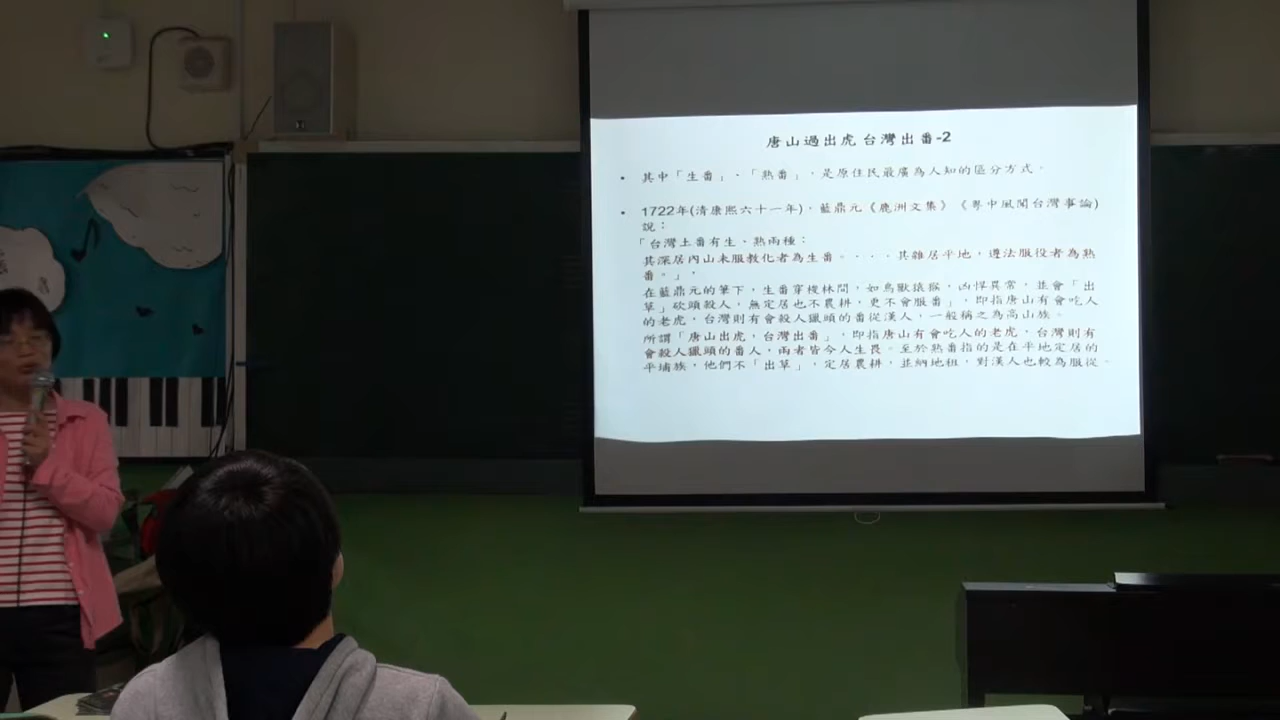 唐山過出虎 台灣出番-2
• 其中「生番」、「熟番」，是原住民最廣為人知的區分方式。
• 1722年(清康熙六十一年)，藍鼎元《鹿洲文集》《粵中風聞台灣事論》
說：
「台灣土番有生、熟兩種：
其深居內山未服教化者為生番。．．．其雜居平地，遵法服役者為熟
番。」，
在藍鼎元的筆下，生番穿梭林間，如鳥獸猿猴，凶悍異常，並會「出
草」砍頭殺人，無定居也不農耕，更不會服番」，即指唐山有會吃人
的老虎，台灣則有會殺人獵頭的番從漢人，一般稱之為高山族。
所謂「唐山出虎，台灣出番」，即指唐山有會吃人的老虎，台灣則有
會殺人獵頭的番人，兩者皆令人生畏。至於熟番指的是在平地定居的
平埔族，他們不「出草」，定居農耕，並納地租，對漢人也較為服從。